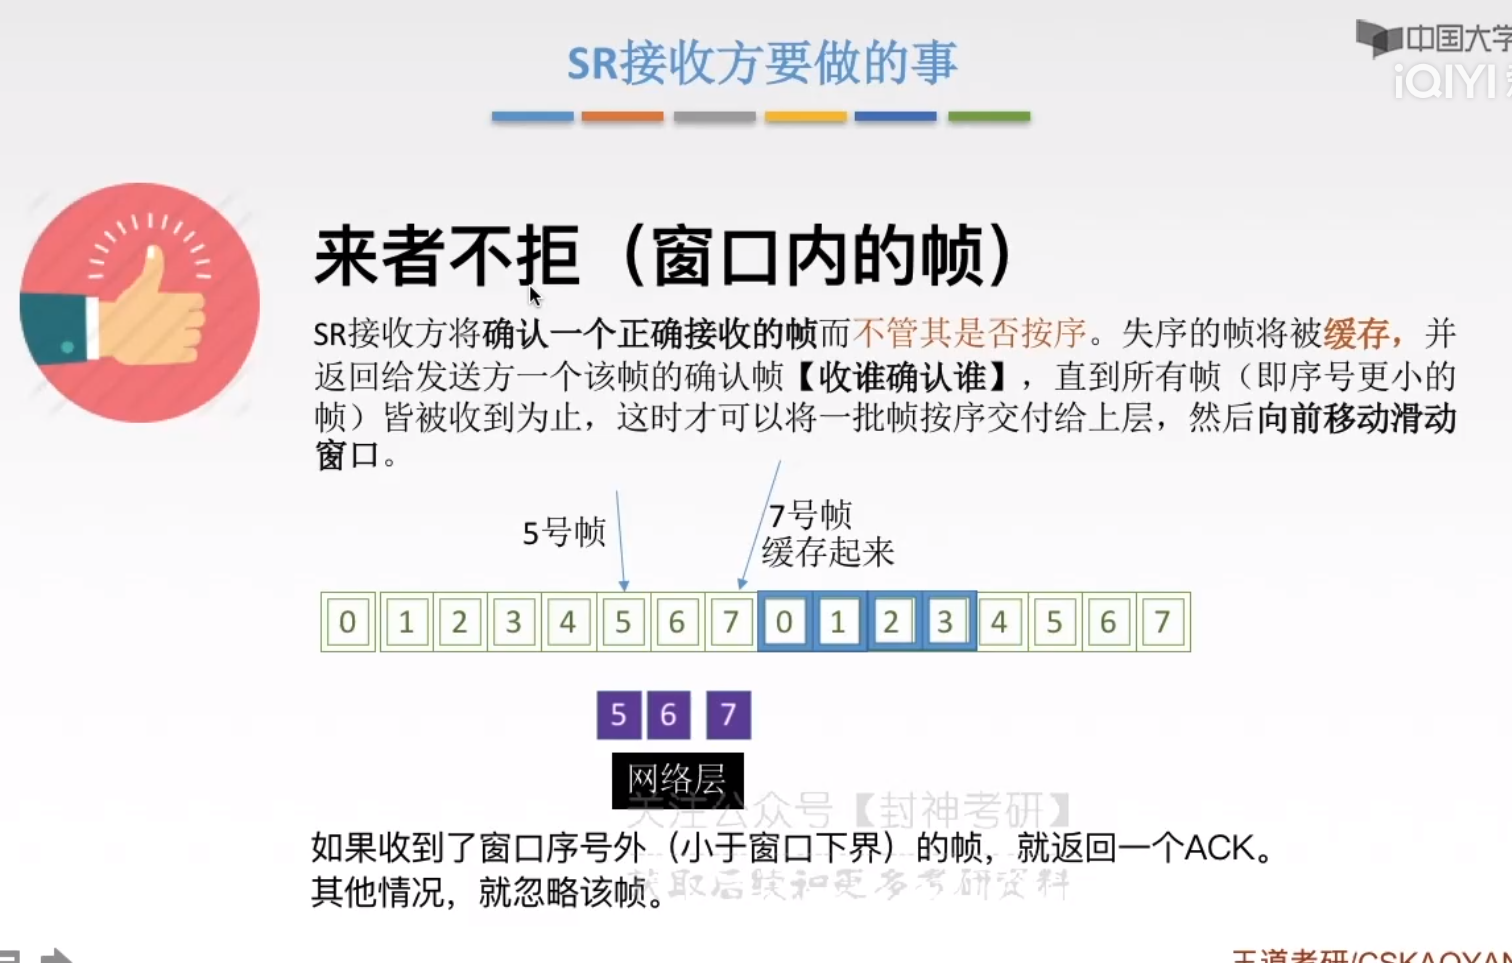 SR接收方要做的事
中国大学
iQIYI
来者不拒（窗口内的帧）
SR接收方将确认一个正确接收的帧而不管其是否按序。失序的帧将被缓存，并
返回给发送方一个该帧的确认帧【收谁确认谁】，直到所有帧（即序号更小的
帧）皆被收到为止，这时才可以将一批帧按序交付给上层，然后向前移动滑动
窗口。
5号帧
7号帧
缓存起来
0 1 2 3 4 5 6 7 0 1 2 3 4 5 6 7
5 6 7
网络层
关注公众号【封神考研】
如果收到了窗口序号外（小于窗口下界）的帧，就返回一个ACK。
其他情况，就忽略该帧。
获取后续和更多考研资料
王道考研/CSKAOYAN